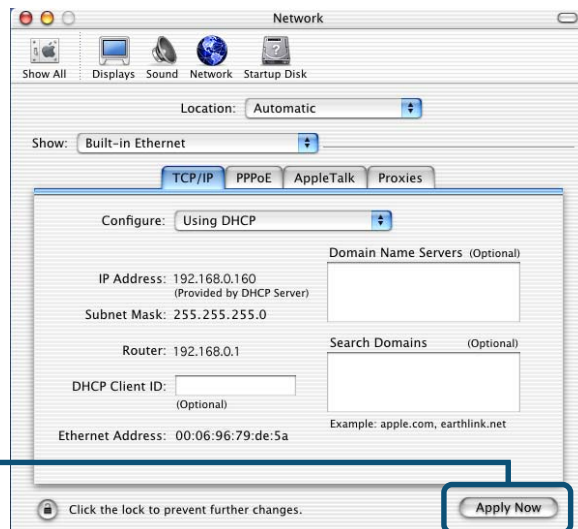 Network
Show All Displays Sound Network Startup Disk
Location: Automatic
Show: Built-in Ethernet
TCP/IP PPPoE AppleTalk Proxies
Configure: Using DHCP
Domain Name Servers (Optional)
IP Address: 192.168.0.160
(Provided by DHCP Server)
Subnet Mask: 255.255.255.0
Router: 192.168.0.1
Search Domains (Optional)
DHCP Client ID:
(Optional)
Example: apple.com, earthlink.net
Ethernet Address: 00:06:96:79:de:5a
Click the lock to prevent further changes.
Apply Now